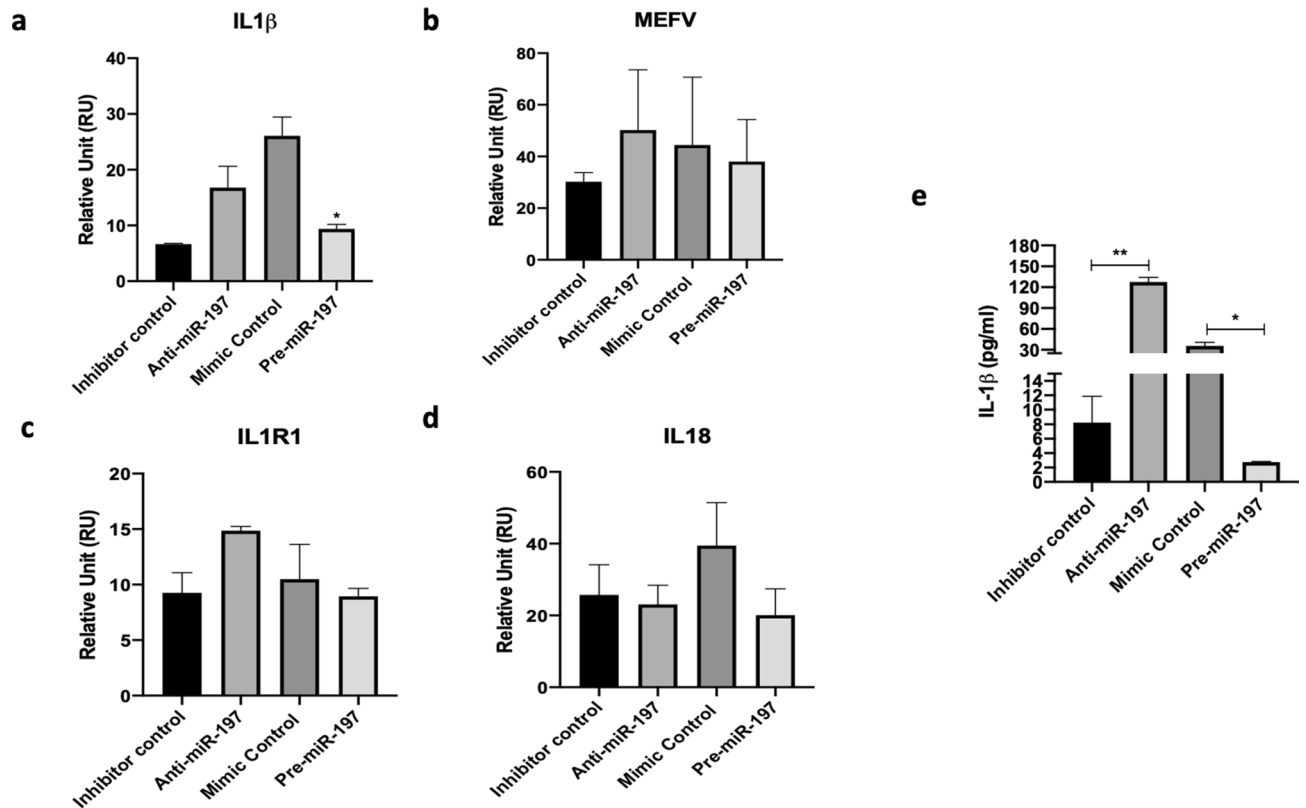 a
IL1β
Relative Unit (RU)
40
30
20
10
0
*
Inhibitor control
Anti-miR-197
Mimic Control
Pre-miR-197
b
MEFV
Relative Unit (RU)
80
60
40
20
0
Inhibitor control
Anti-miR-197
Mimic Control
Pre-miR-197
c
IL1R1
Relative Unit (RU)
20
15
10
5
0
Inhibitor control
Anti-miR-197
Mimic Control
Pre-miR-197
d
IL18
Relative Unit (RU)
60
40
20
0
Inhibitor control
Anti-miR-197
Mimic Control
Pre-miR-197
e
IL-1β (pg/ml)
180
150
120
90
60
30
14
12
10
8
6
4
2
0
**
*
Inhibitor control
Anti-miR-197
Mimic Control
Pre-miR-197